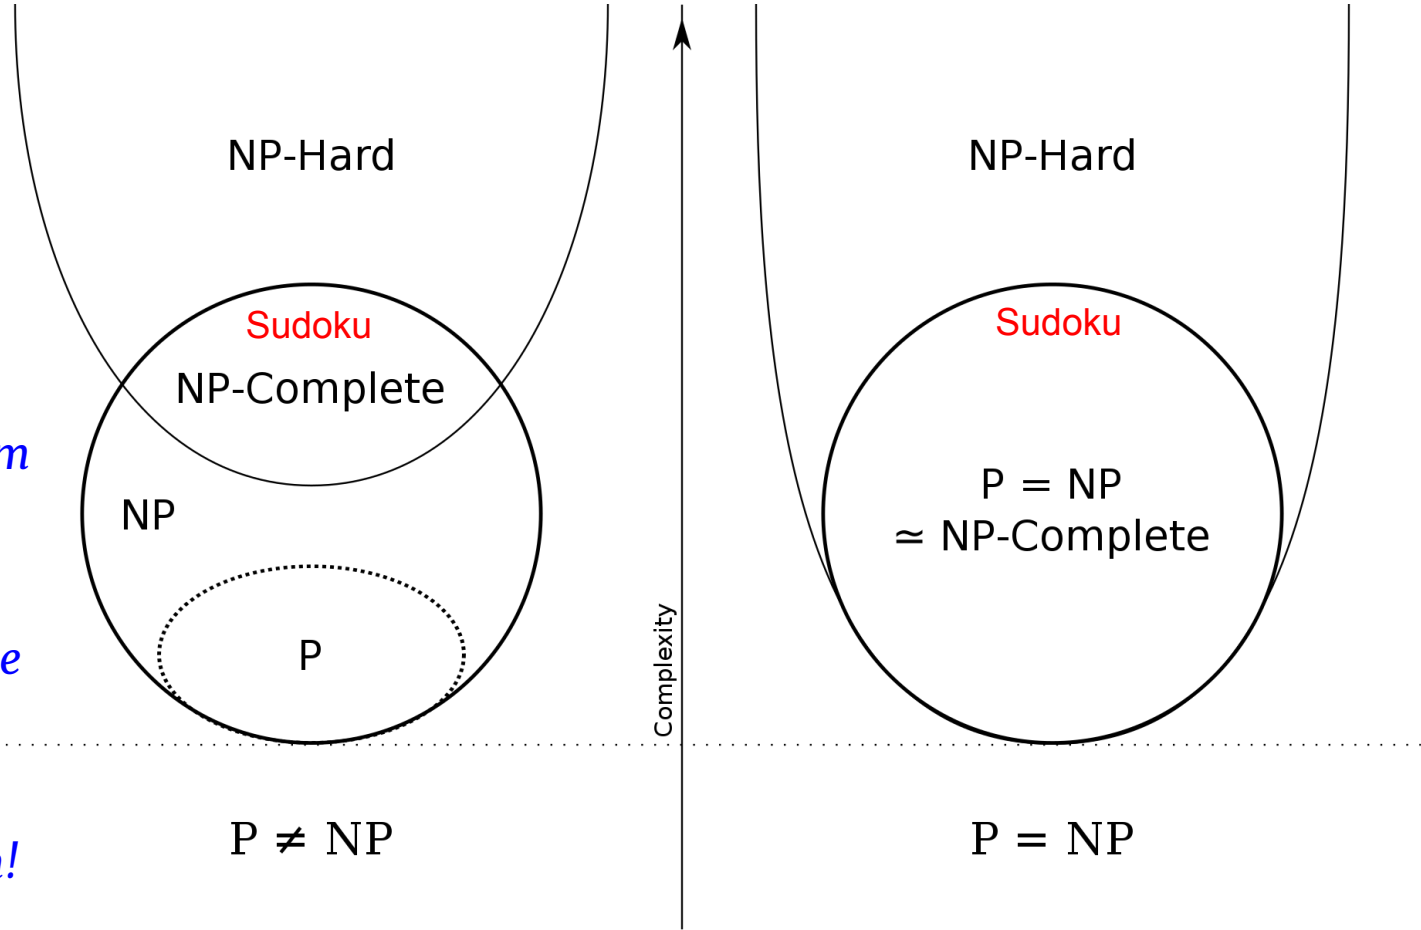 NP-Hard
Sudoku
NP-Complete
NP
P
P ≠ NP
Complexity
NP-Hard
Sudoku
P = NP
≃ NP-Complete
P = NP
m
e
!